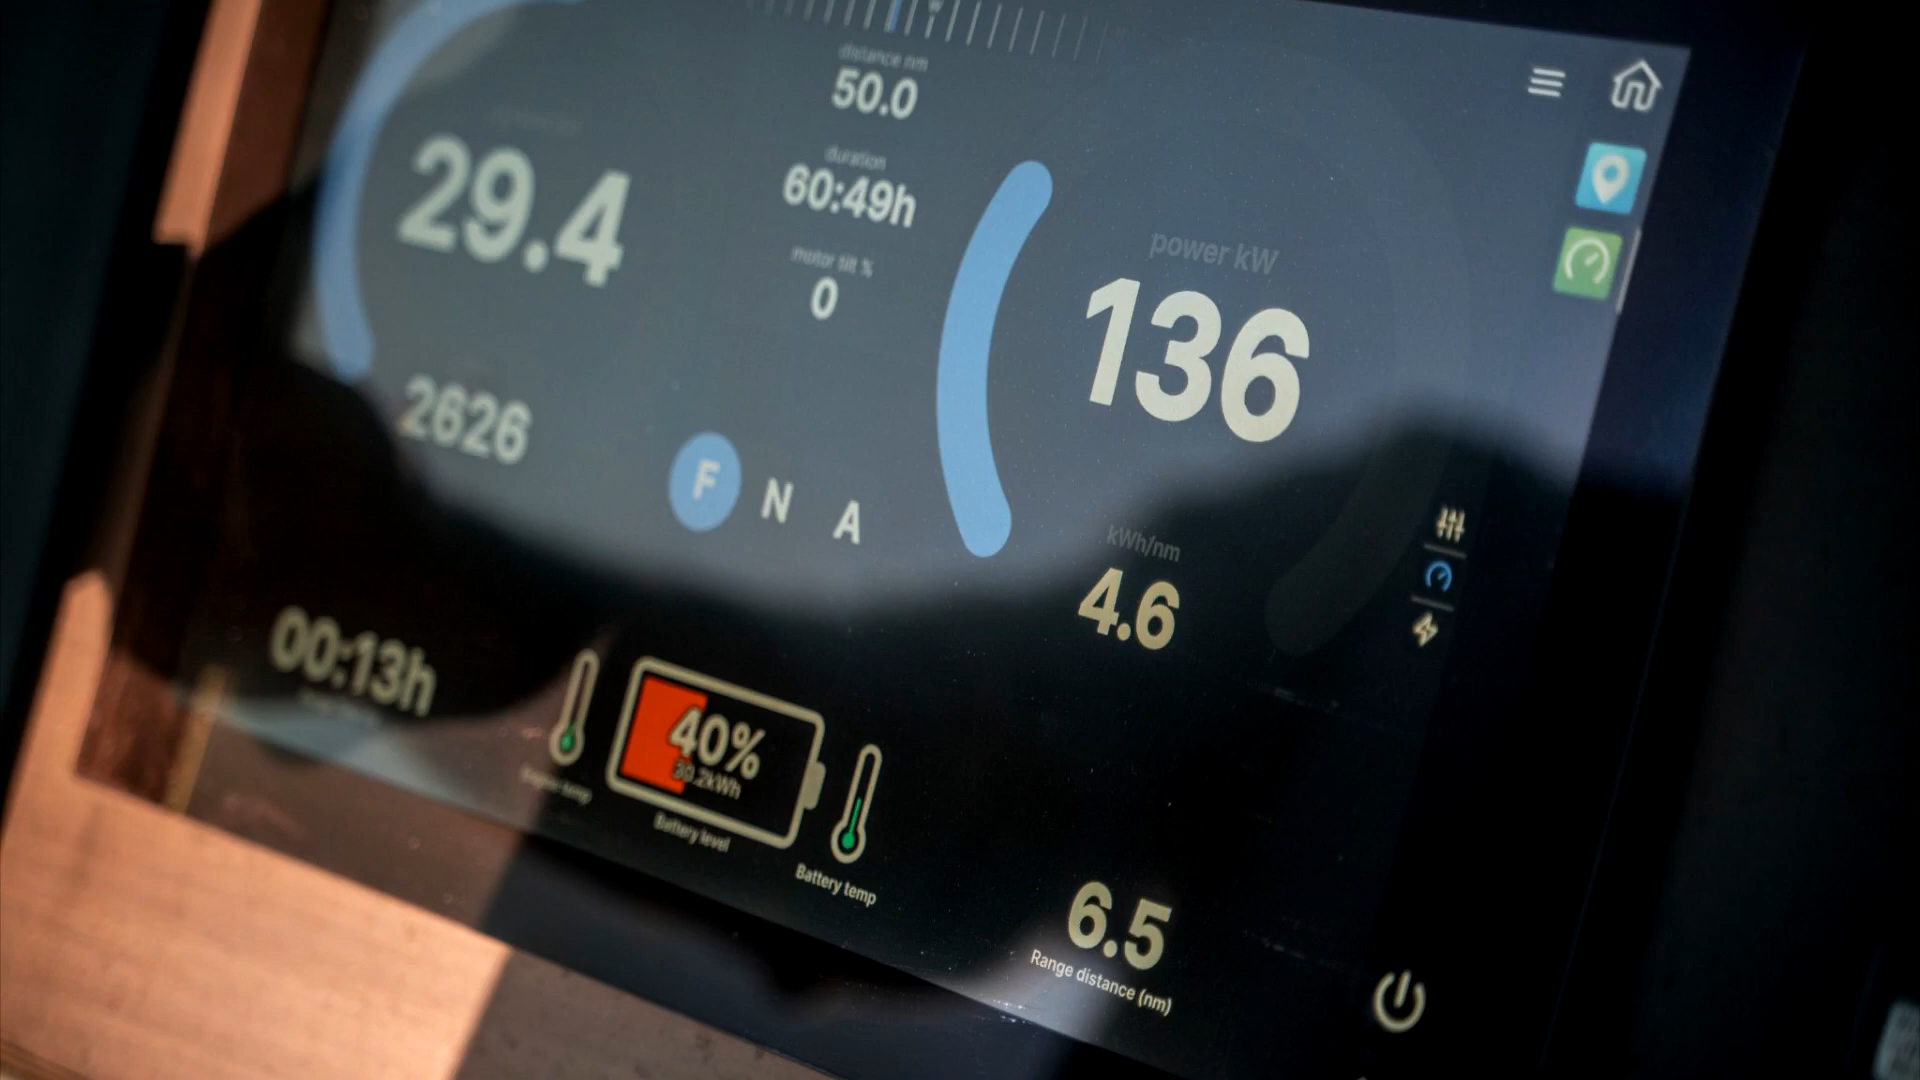 W
distance nm
50.0
29.4
duration
60:49h
motor tilt %
0
2626
F N A
power kW
136
kWh/nm
4.6
00:13h
40%
30.2kWh
Battery level
Battery temp
6.5
Range distance (nm)